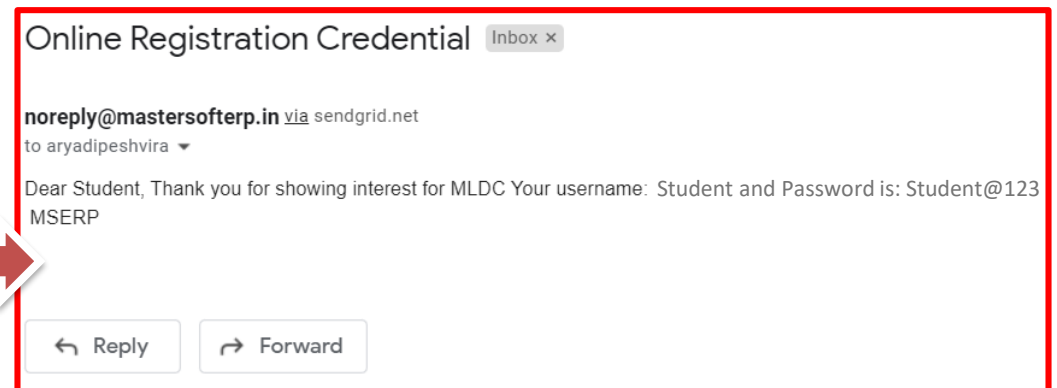 Online Registration Credential Inbox ×
noreply@mastersofterp.in via sendgrid.net
to aryadipeshvira
Dear Student, Thank you for showing interest for MLDC Your username: Student and Password is: Student@123
MSERP
Reply Forward